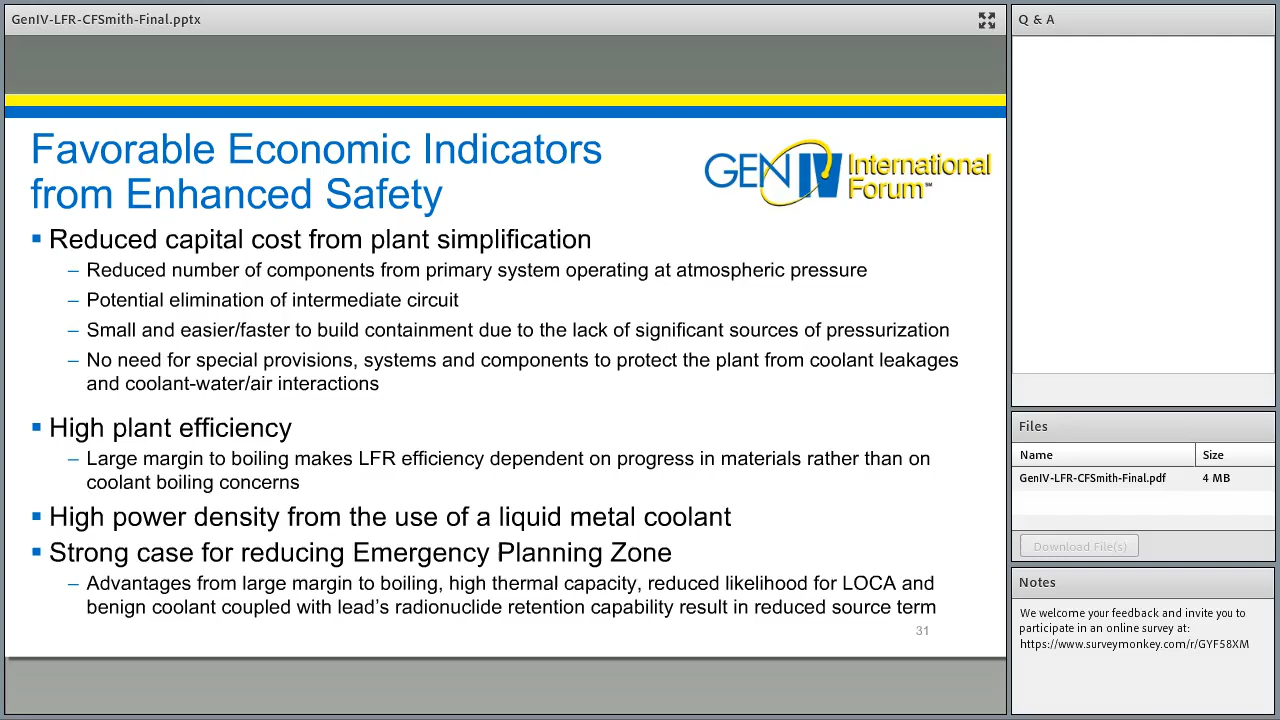 GenIV-LFR-CFSmith-Final.pptx
Favorable Economic Indicators
from Enhanced Safety
GEN IV International
Forum™
▪ Reduced capital cost from plant simplification
– Reduced number of components from primary system operating at atmospheric pressure
– Potential elimination of intermediate circuit
– Small and easier/faster to build containment due to the lack of significant sources of pressurization
– No need for special provisions, systems and components to protect the plant from coolant leakages
and coolant-water/air interactions
▪ High plant efficiency
– Large margin to boiling makes LFR efficiency dependent on progress in materials rather than on
coolant boiling concerns
▪ High power density from the use of a liquid metal coolant
▪ Strong case for reducing Emergency Planning Zone
– Advantages from large margin to boiling, high thermal capacity, reduced likelihood for LOCA and
benign coolant coupled with lead’s radionuclide retention capability result in reduced source term
31
Q & A
Files
Name Size
GenIV-LFR-CFSmith-Final.pdf 4 MB
Download File(s)
Notes
We welcome your feedback and invite you to
participate in an online survey at:
https://www.surveymonkey.com/r/GYF58XM